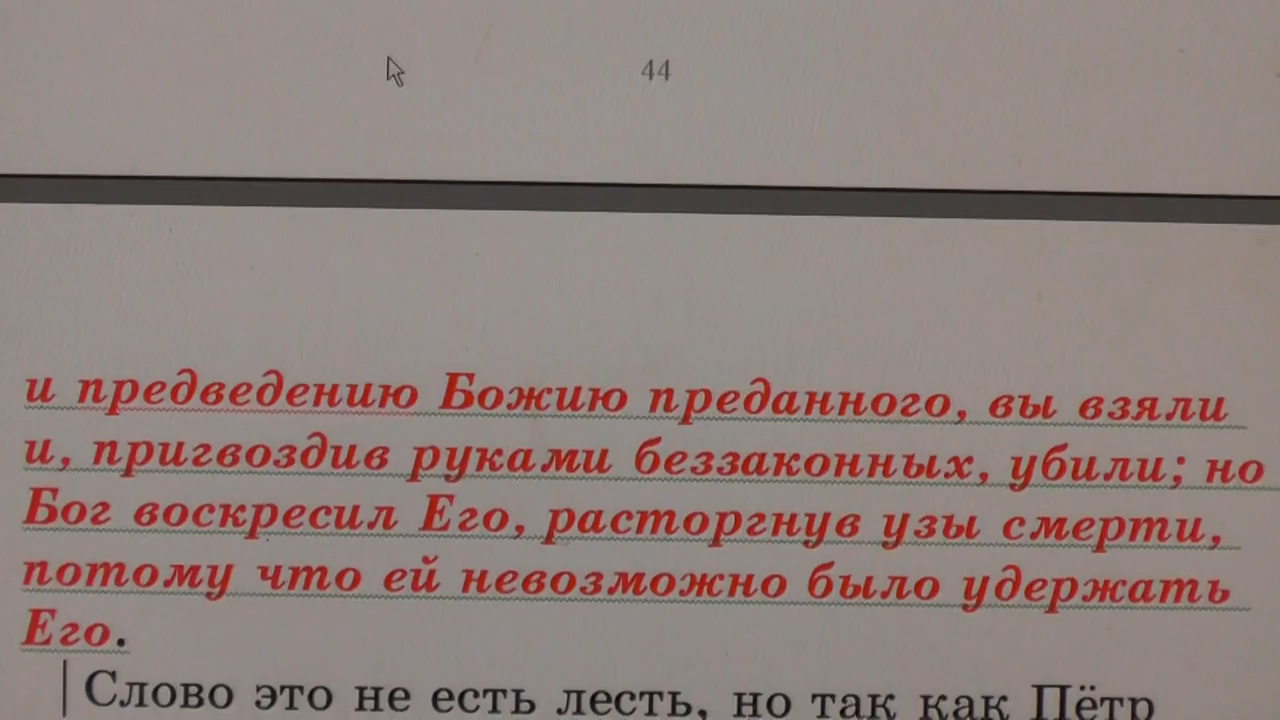 44
и предведению Божию преданного, вы взяли
и, пригвоздив руками беззаконных, убили; но
Бог воскресил Его, расторгнув узы смерти,
потому что ей невозможно было удержать
Его.
Слово это не есть лесть, но так как Пётр